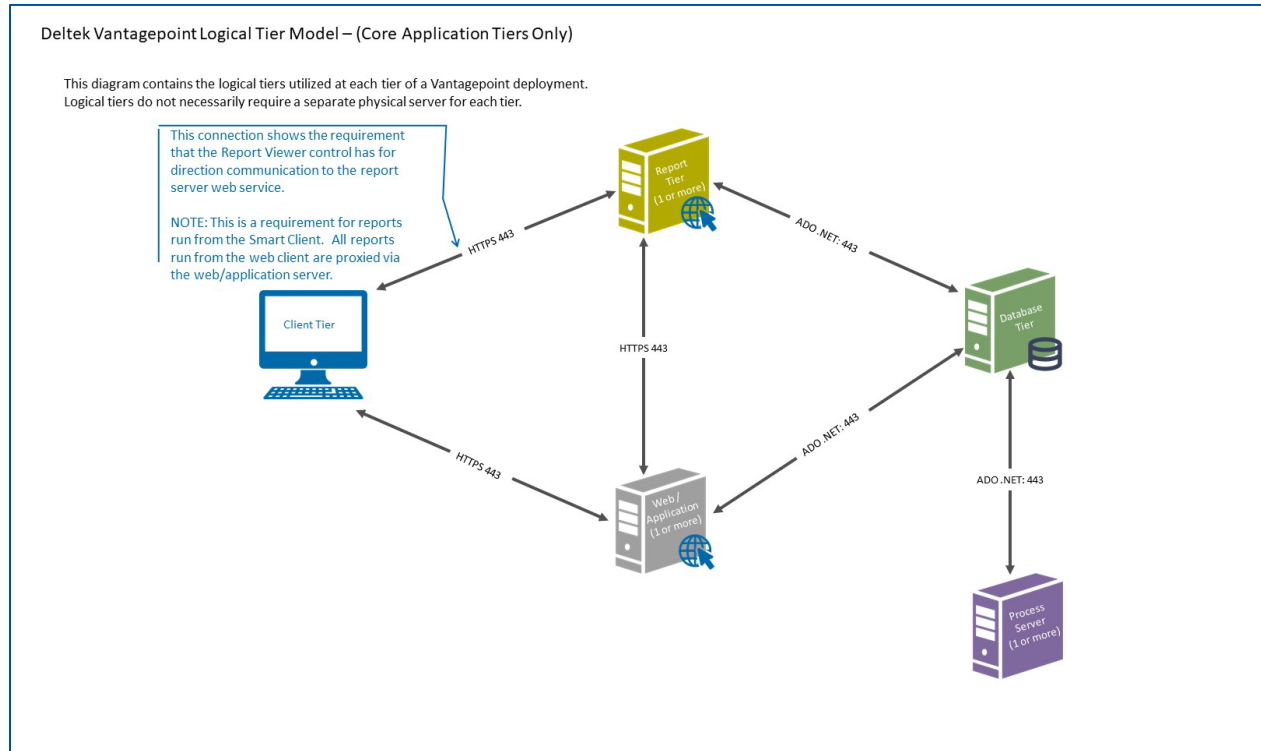 Deltek Vantagepoint Logical Tier Model – (Core Application Tiers Only)
This diagram contains the logical tiers utilized at each tier of a Vantagepoint deployment.
Logical tiers do not necessarily require a separate physical server for each tier.
This connection shows the requirement
that the Report Viewer control has for
direction communication to the report
server web service.
NOTE: This is a requirement for reports
run from the Smart Client. All reports
run from the web client are proxied via
the web/application server.
Report
Tier
(1 or more)
HTTPS 443
ADO .NET: 443
Client Tier
Database
Tier
HTTPS 443
HTTPS 443
ADO .NET: 443
ADO .NET: 443
Web /
Application
(1 or more)
Process
Server
(1 or more)